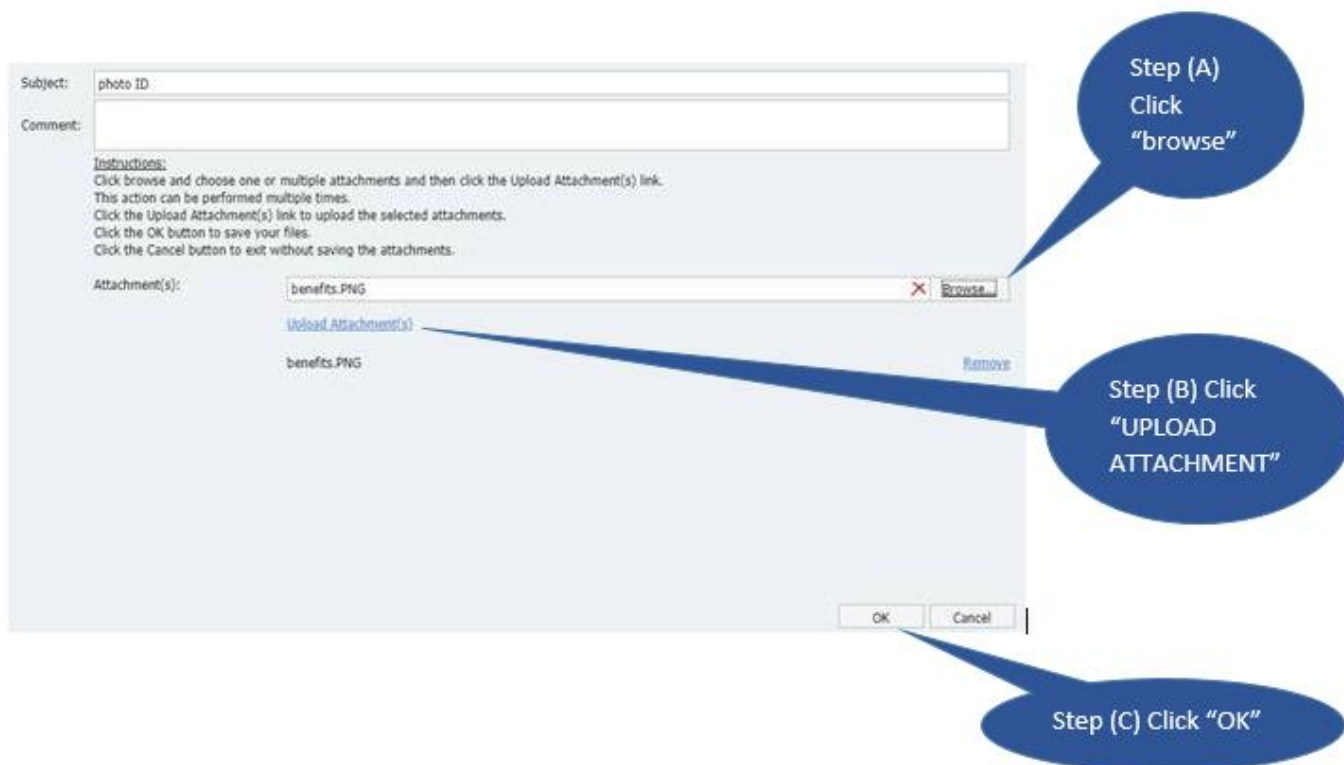 Step (A)
Click
“browse”
Subject:
photo ID
Comment:
Instructions:
Click browse and choose one or multiple attachments and then click the Upload Attachment(s) link.
This action can be performed multiple times.
Click the Upload Attachment(s) link to upload the selected attachments.
Click the OK button to save your files.
Click the Cancel button to exit without saving the attachments.
Attachment(s):
benefits.PNG
Browse...
Upload Attachment(s)
benefits.PNG
Remove
Step (B) Click
“UPLOAD
ATTACHMENT”
OK
Cancel
Step (C) Click “OK”